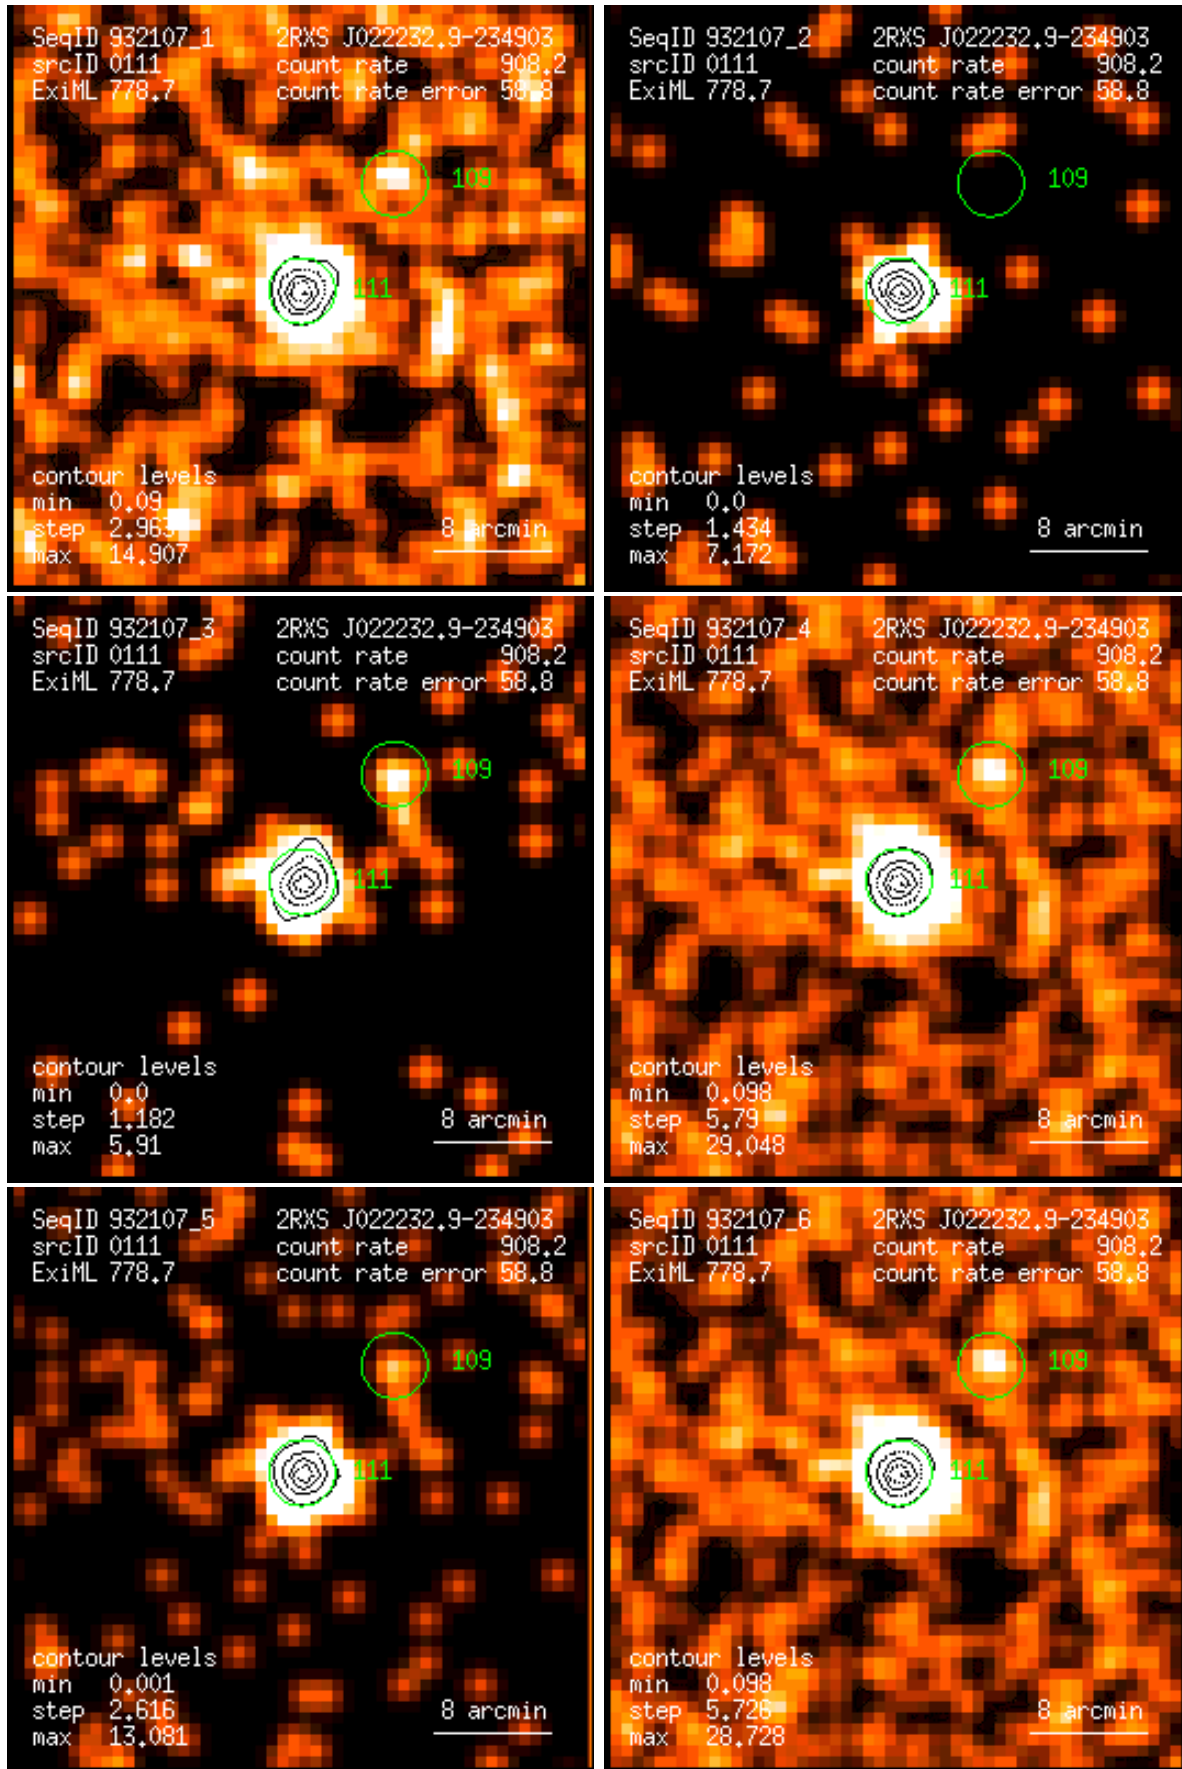 SeqID 932107_1 2RXS J022232.9-234903
srcID 0111 count rate 908.2
ExiML 778.7 count rate error 58.8
109
111
contour levels
min 0.09
step 2.963
max 14.907
8 arcmin
SeqID 932107_2 2RXS J022232.9-234903
srcID 0111 count rate 908.2
ExiML 778.7 count rate error 58.8
109
111
contour levels
min 0.0
step 1.434
max 7.172
8 arcmin
SeqID 932107_3 2RXS J022232.9-234903
srcID 0111 count rate 908.2
ExiML 778.7 count rate error 58.8
109
111
contour levels
min 0.0
step 1.182
max 5.91
8 arcmin
SeqID 932107_4 2RXS J022232.9-234903
srcID 0111 count rate 908.2
ExiML 778.7 count rate error 58.8
109
111
contour levels
min 0.098
step 5.79
max 29.048
8 arcmin
SeqID 932107_5 2RXS J022232.9-234903
srcID 0111 count rate 908.2
ExiML 778.7 count rate error 58.8
109
111
contour levels
min 0.001
step 2.616
max 13.081
8 arcmin
SeqID 932107_6 2RXS J022232.9-234903
srcID 0111 count rate 908.2
ExiML 778.7 count rate error 58.8
109
111
contour levels
min 0.098
step 5.726
max 28.728
8 arcmin